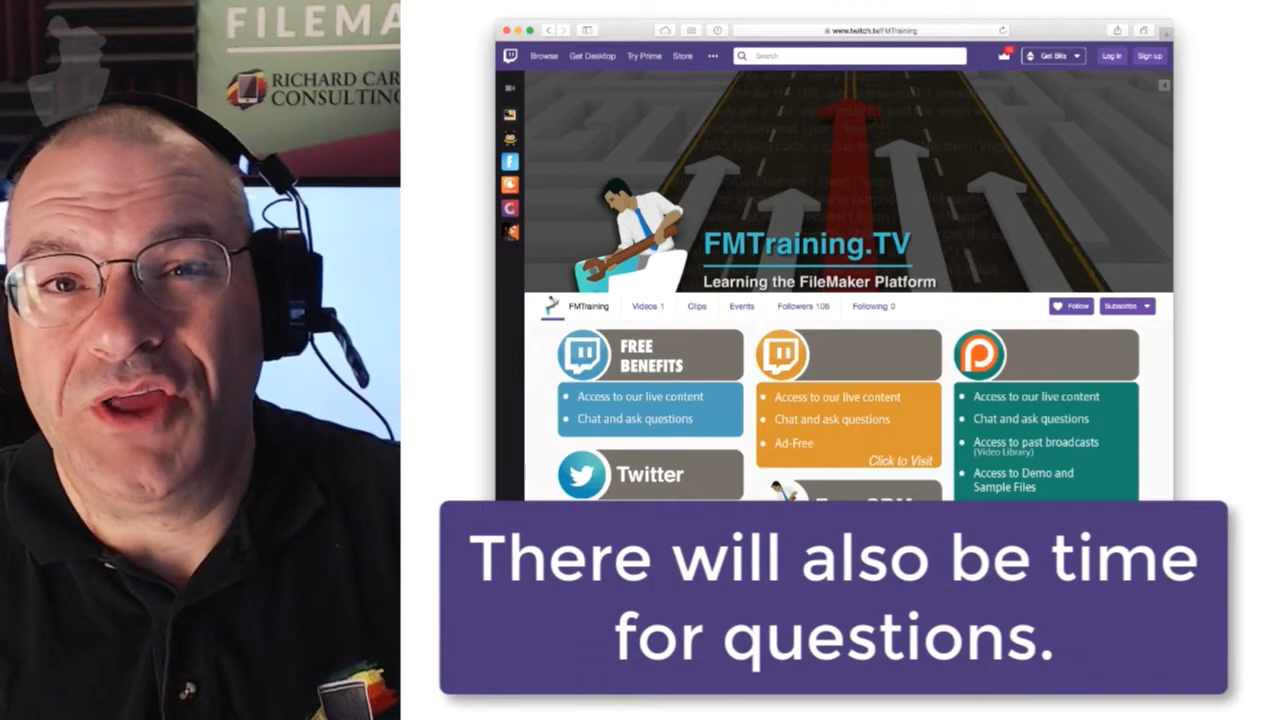 FILEMA
RICHARD CAR
CONSULTING
www.twitch.tv/FMTraining
Browse Get Desktop Try Prime Store ••• Search Get Bits Log in Sign up
FMTraining.TV
Learning the FileMaker Platform
FMTraining Videos 1 Clips Events Followers 106 Following 0 Follow Subscribe
FREE
BENEFITS
• Access to our live content
• Chat and ask questions
Twitter
• Access to our live content
• Chat and ask questions
• Ad-Free
Click to Visit
• Access to our live content
• Chat and ask questions
• Access to past broadcasts
(Video Library)
• Access to Demo and
Sample Files
There will also be time
for questions.